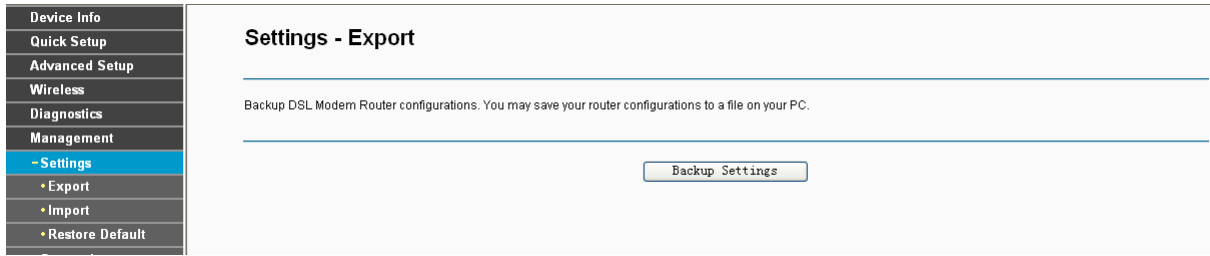 Device Info
Quick Setup
Advanced Setup
Wireless
Diagnostics
Management
-Settings
•Export
•Import
•Restore Default
Settings - Export
Backup DSL Modem Router configurations. You may save your router configurations to a file on your PC.
Backup Settings